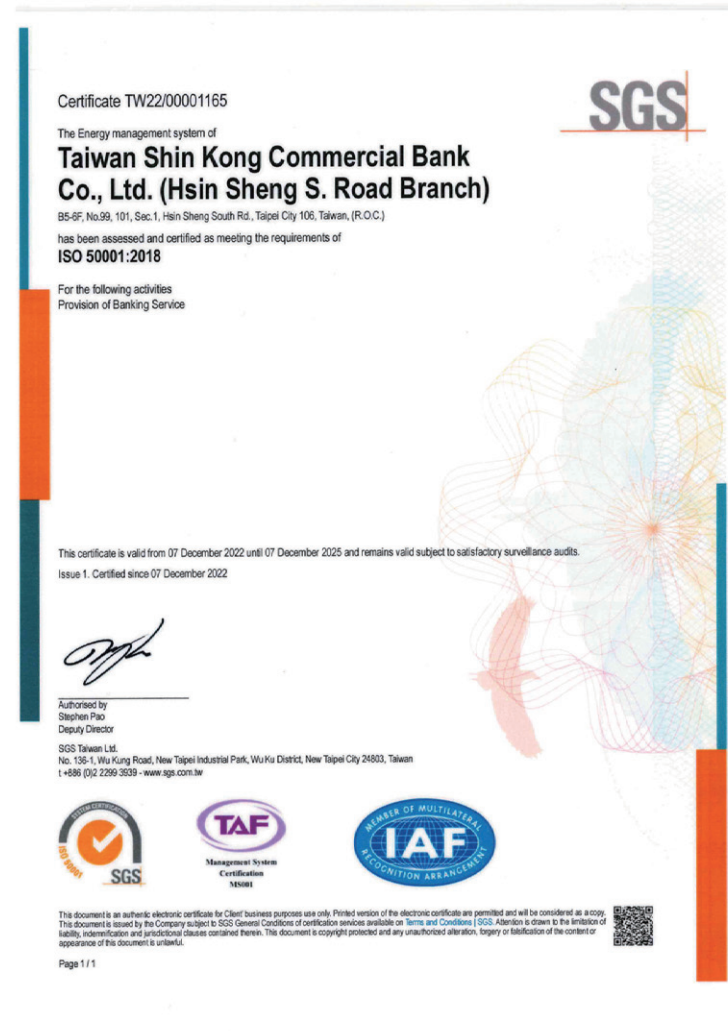 SGS
Certificate TW22/00001165
The Energy management system of
Taiwan Shin Kong Commercial Bank
Co., Ltd. (Hsin Sheng S. Road Branch)
B5-6F, No.99, 101, Sec.1, Hsin Sheng South Rd., Taipei City 106, Taiwan, (R.O.C.)
has been assessed and certified as meeting the requirements of
ISO 50001:2018
For the following activities
Provision of Banking Service
This certificate is valid from 07 December 2022 until 07 December 2025 and remains valid subject to satisfactory surveillance audits.
Issue 1. Certified since 07 December 2022
Authorised by
Stephen Pao
Deputy Director
SGS Taiwan Ltd.
No. 136-1, Wu Kung Road, New Taipei Industrial Park, Wu Ku District, New Taipei City 24803, Taiwan
t +886 (0)2 2299 3939 - www.sgs.com.tw
SYSTEM CERTIFICATION
ISO 50001
SGS
TAF
Management System
Certification
MS001
MEMBER OF MULTILATERAL
IAF
RECOGNITION ARRANGEMENT
This document is an authentic electronic certificate for Client' business purposes use only. Printed version of the electronic certificate are permitted and will be considered as a copy.
This document is issued by the Company subject to SGS General Conditions of certification services available on Terms and Conditions | SGS. Attention is drawn to the limitation of
liability, indemnification and jurisdictional clauses contained therein. This document is copyright protected and any unauthorized alteration, forgery or falsification of the content or
appearance of this document is unlawful.
Page 1 / 1